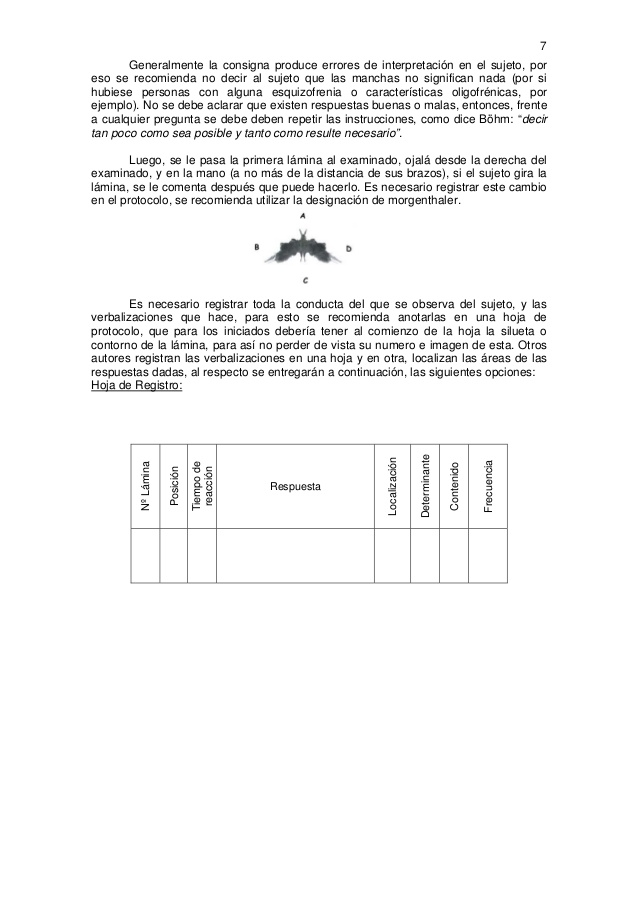 7
Generalmente la consigna produce errores de interpretación en el sujeto, por
eso se recomienda no decir al sujeto que las manchas no significan nada (por si
hubiese personas con alguna esquizofrenia o características oligofrénicas, por
ejemplo). No se debe aclarar que existen respuestas buenas o malas, entonces, frente
a cualquier pregunta se debe deben repetir las instrucciones, como dice Böhm: “decir
tan poco como sea posible y tanto como resulte necesario”.
Luego, se le pasa la primera lámina al examinado, ojalá desde la derecha del
examinado, y en la mano (a no más de la distancia de sus brazos), si el sujeto gira la
lámina, se le comenta después que puede hacerlo. Es necesario registrar este cambio
en el protocolo, se recomienda utilizar la designación de morgenthaler.
A
B D
C
Es necesario registrar toda la conducta del que se observa del sujeto, y las
verbalizaciones que hace, para esto se recomienda anotarlas en una hoja de
protocolo, que para los iniciados debería tener al comienzo de la hoja la silueta o
contorno de la lámina, para así no perder de vista su numero e imagen de esta. Otros
autores registran las verbalizaciones en una hoja y en otra, localizan las áreas de las
respuestas dadas, al respecto se entregarán a continuación, las siguientes opciones:
Hoja de Registro:
Nº Lámina
Posición
Tiempo de
reacción
Respuesta
Localización
Determinante
Contenido
Frecuencia